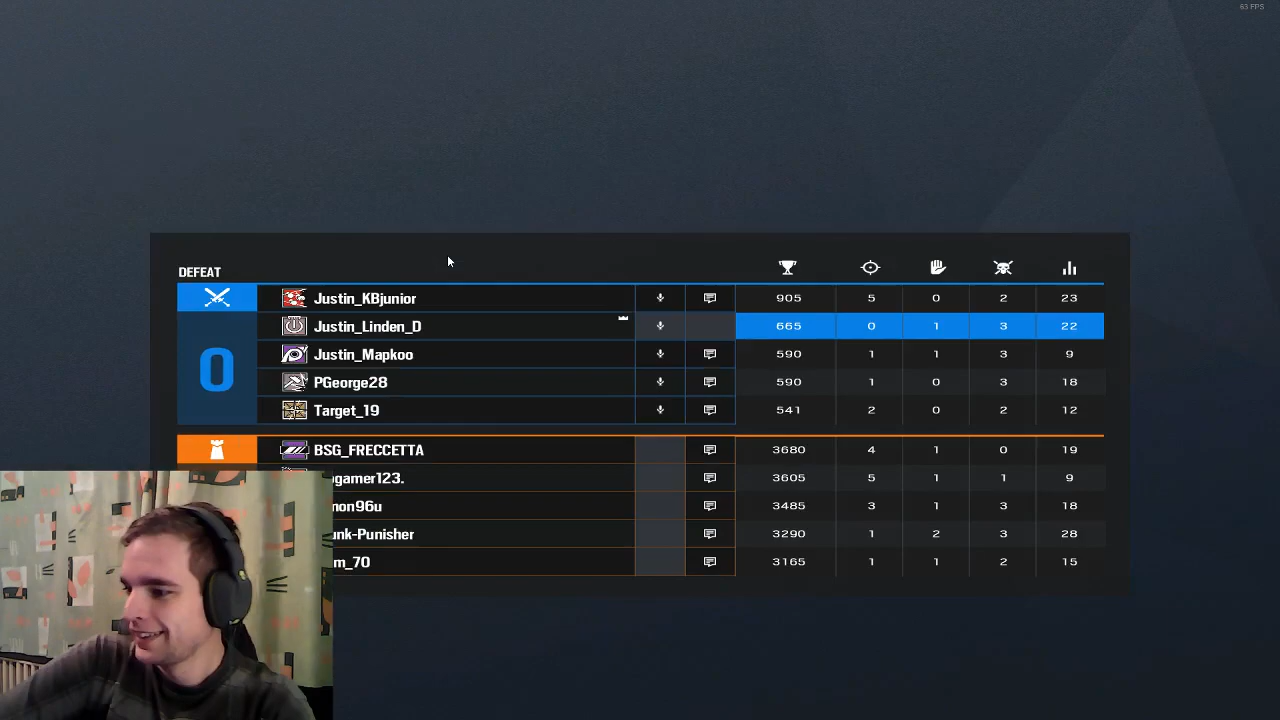 63 FPS
DEFEAT
Justin_KBjunior 905 5 0 2 23
Justin_Linden_D 665 0 1 3 22
0
Justin_Mapkoo 590 1 1 3 9
PGeorge28 590 1 0 3 18
Target_19 541 2 0 2 12
BSG_FRECCETTA 3680 4 1 0 19
gamer123. 3605 5 1 1 9
non96u 3485 3 1 3 18
unk-Punisher 3290 1 2 3 28
m_70 3165 1 1 2 15